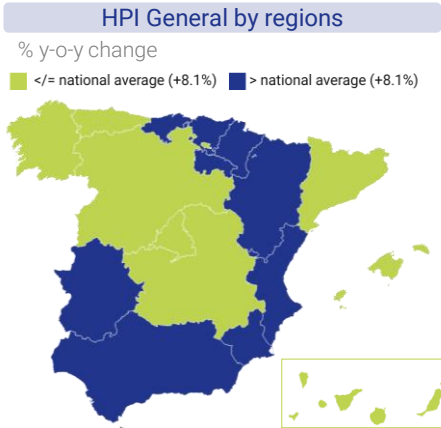 HPI General by regions
% y-o-y change
</= national average (+8.1%) > national average (+8.1%)